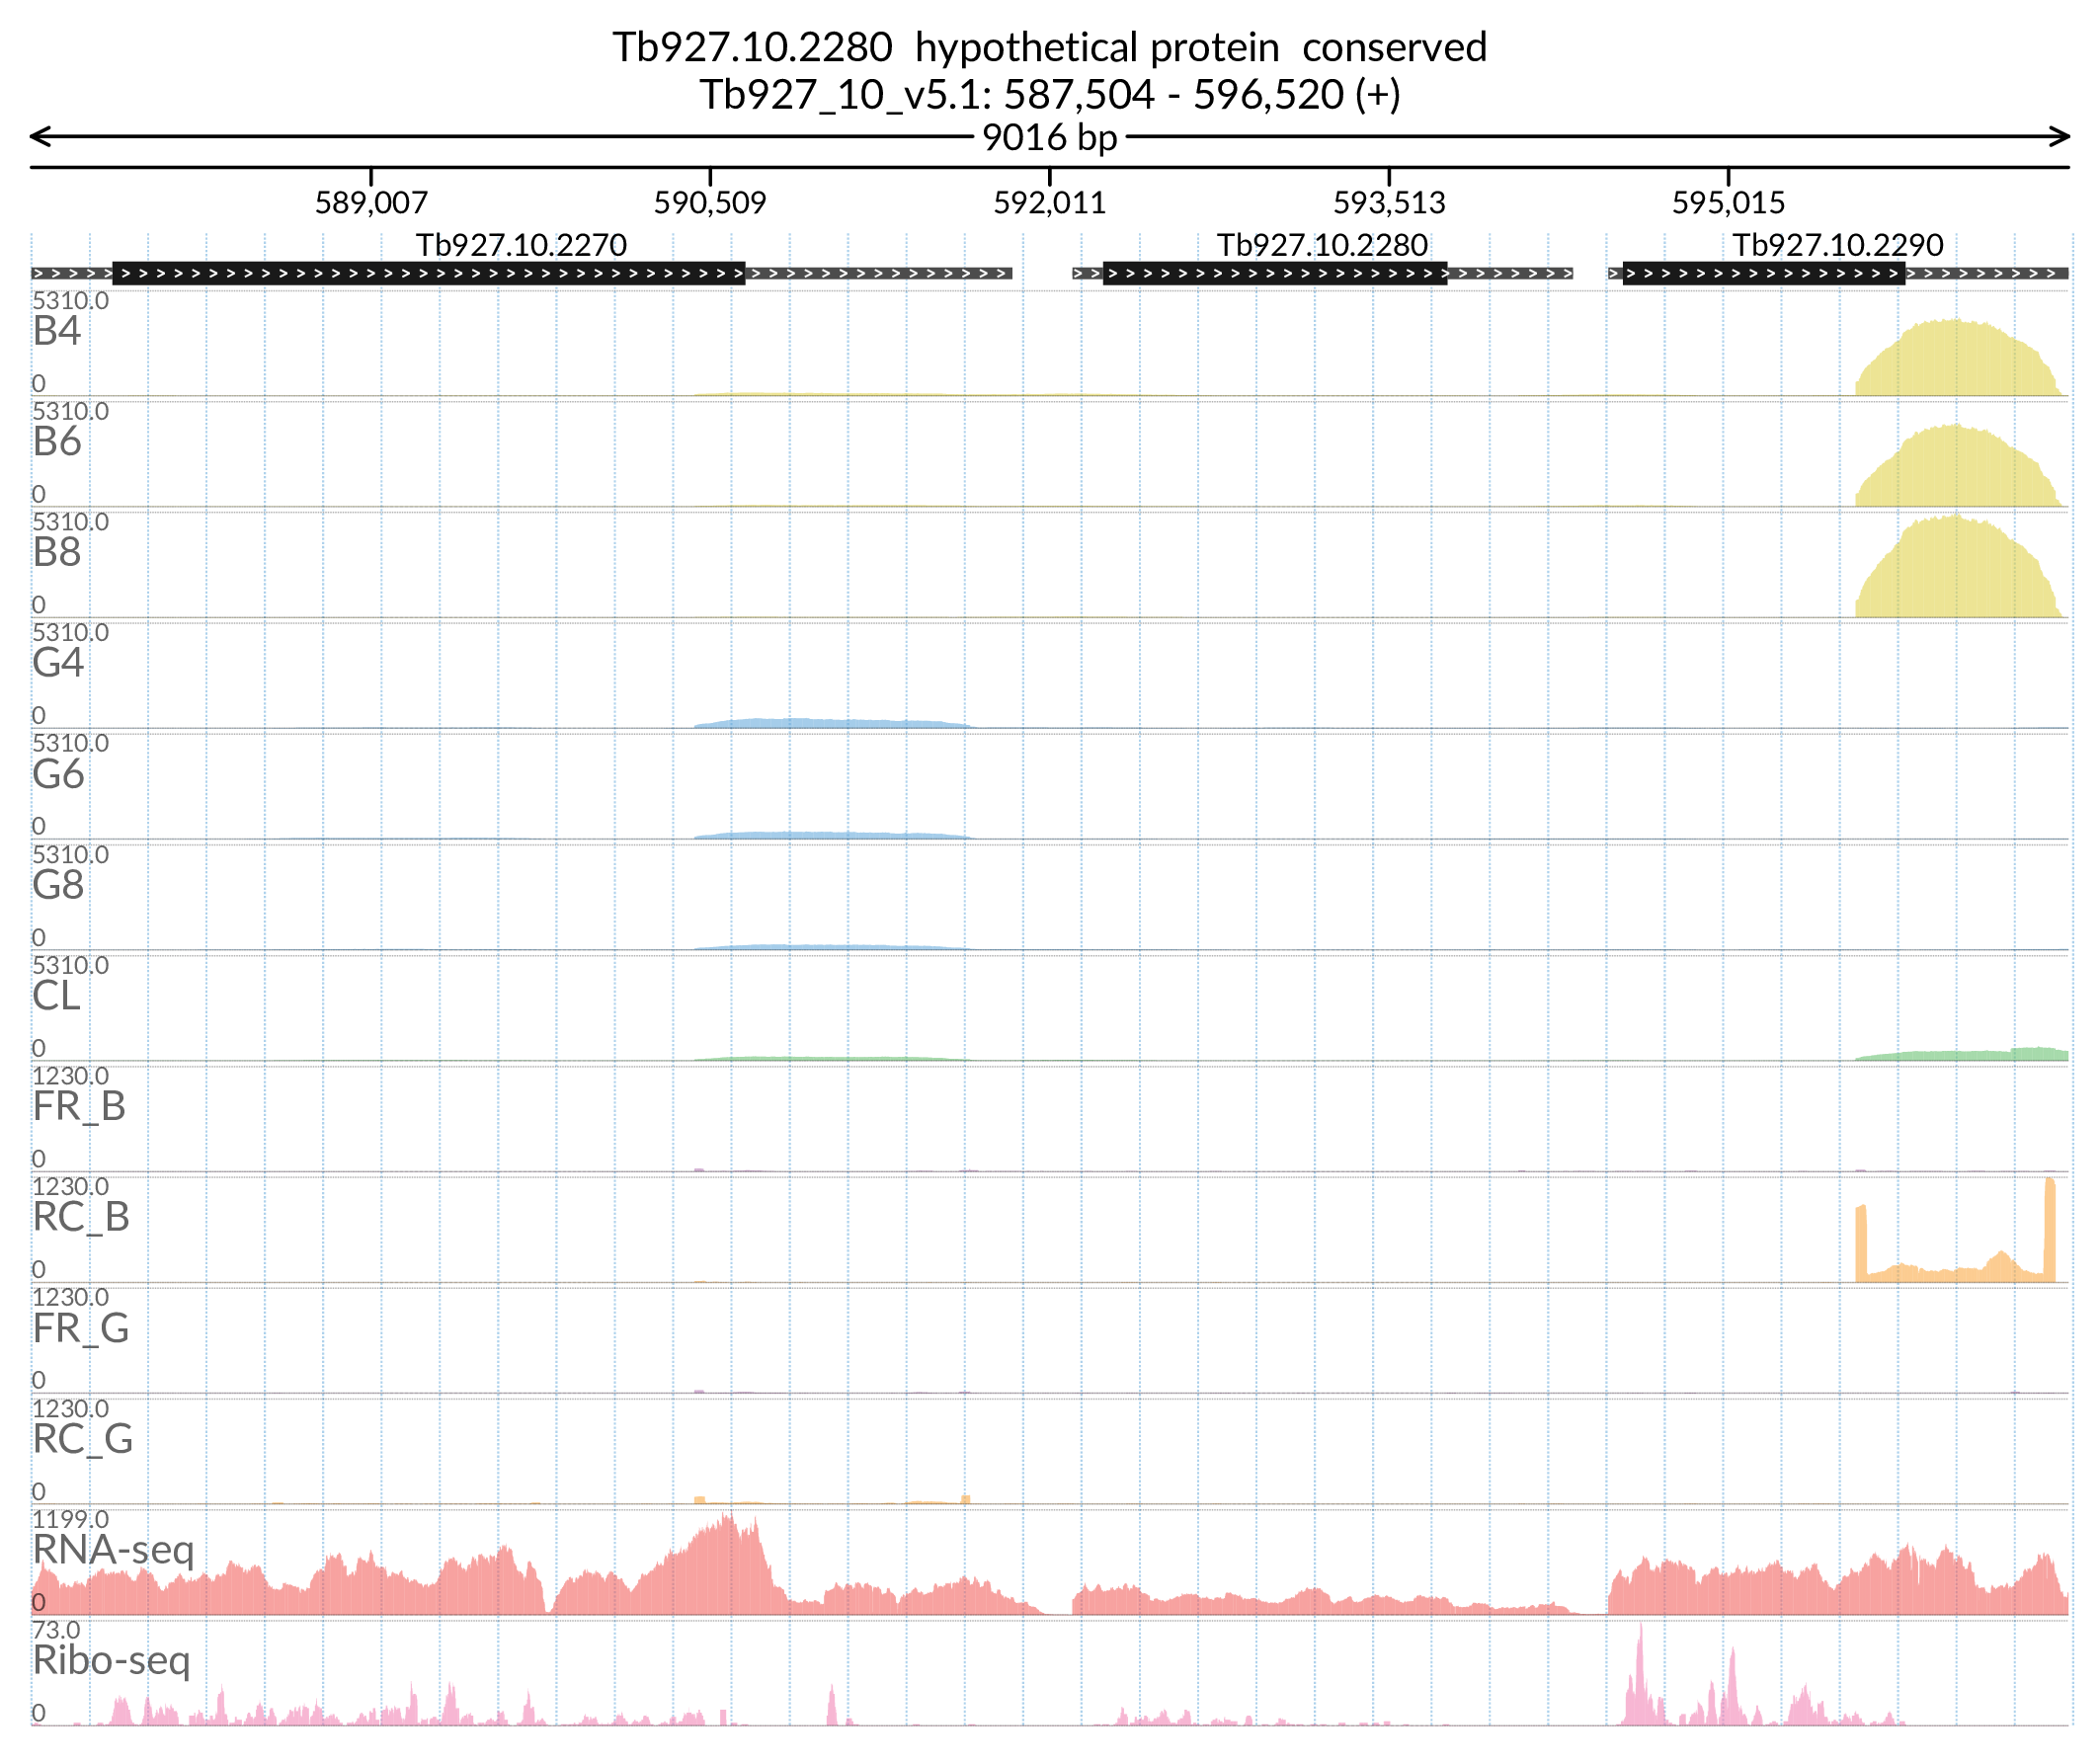 Tb927.10.2280 hypothetical protein conserved
Tb927_10_v5.1: 587,504 - 596,520 (+)
9016 bp
589,007 590,509 592,011 593,513 595,015
Tb927.10.2270 Tb927.10.2280 Tb927.10.2290
5310.0
B4
0
5310.0
B6
0
5310.0
B8
0
5310.0
G4
0
5310.0
G6
0
5310.0
G8
0
5310.0
CL
0
1230.0
FR_B
0
1230.0
RC_B
0
1230.0
FR_G
0
1230.0
RC_G
0
1199.0
RNA-seq
0
73.0
Ribo-seq
0